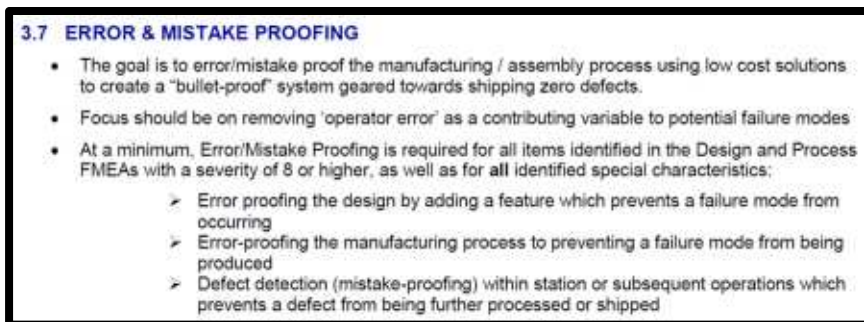 3.7 ERROR & MISTAKE PROOFING
• The goal is to error/mistake proof the manufacturing / assembly process using low cost solutions
to create a "bullet-proof" system geared towards shipping zero defects.
• Focus should be on removing 'operator error' as a contributing variable to potential failure modes
• At a minimum, Error/Mistake Proofing is required for all items identified in the Design and Process
FMEAs with a severity of 8 or higher, as well as for all identified special characteristics:
➢ Error proofing the design by adding a feature which prevents a failure mode from
occurring
➢ Error-proofing the manufacturing process to preventing a failure mode from being
produced
➢ Defect detection (mistake-proofing) within station or subsequent operations which
prevents a defect from being further processed or shipped